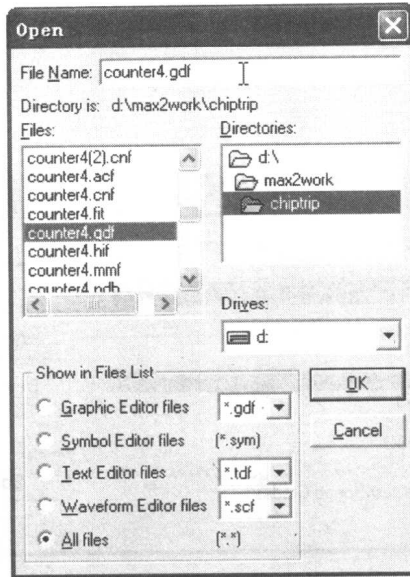 Open
File Name: counter4.gdf
Directory is: d:\max2work\chiptrip
Files:
counter4(2).cnf
counter4.acf
counter4.cnf
counter4.fit
counter4.gdf
counter4.hif
counter4.mmf
counter4.ndb
Directories:
d:\
max2work
chiptrip
Drives:
d:
Show in Files List
Graphic Editor files *.gdf
Symbol Editor files (*.sym)
Text Editor files *.tdf
Waveform Editor files *.scf
All files (*.*)
OK
Cancel